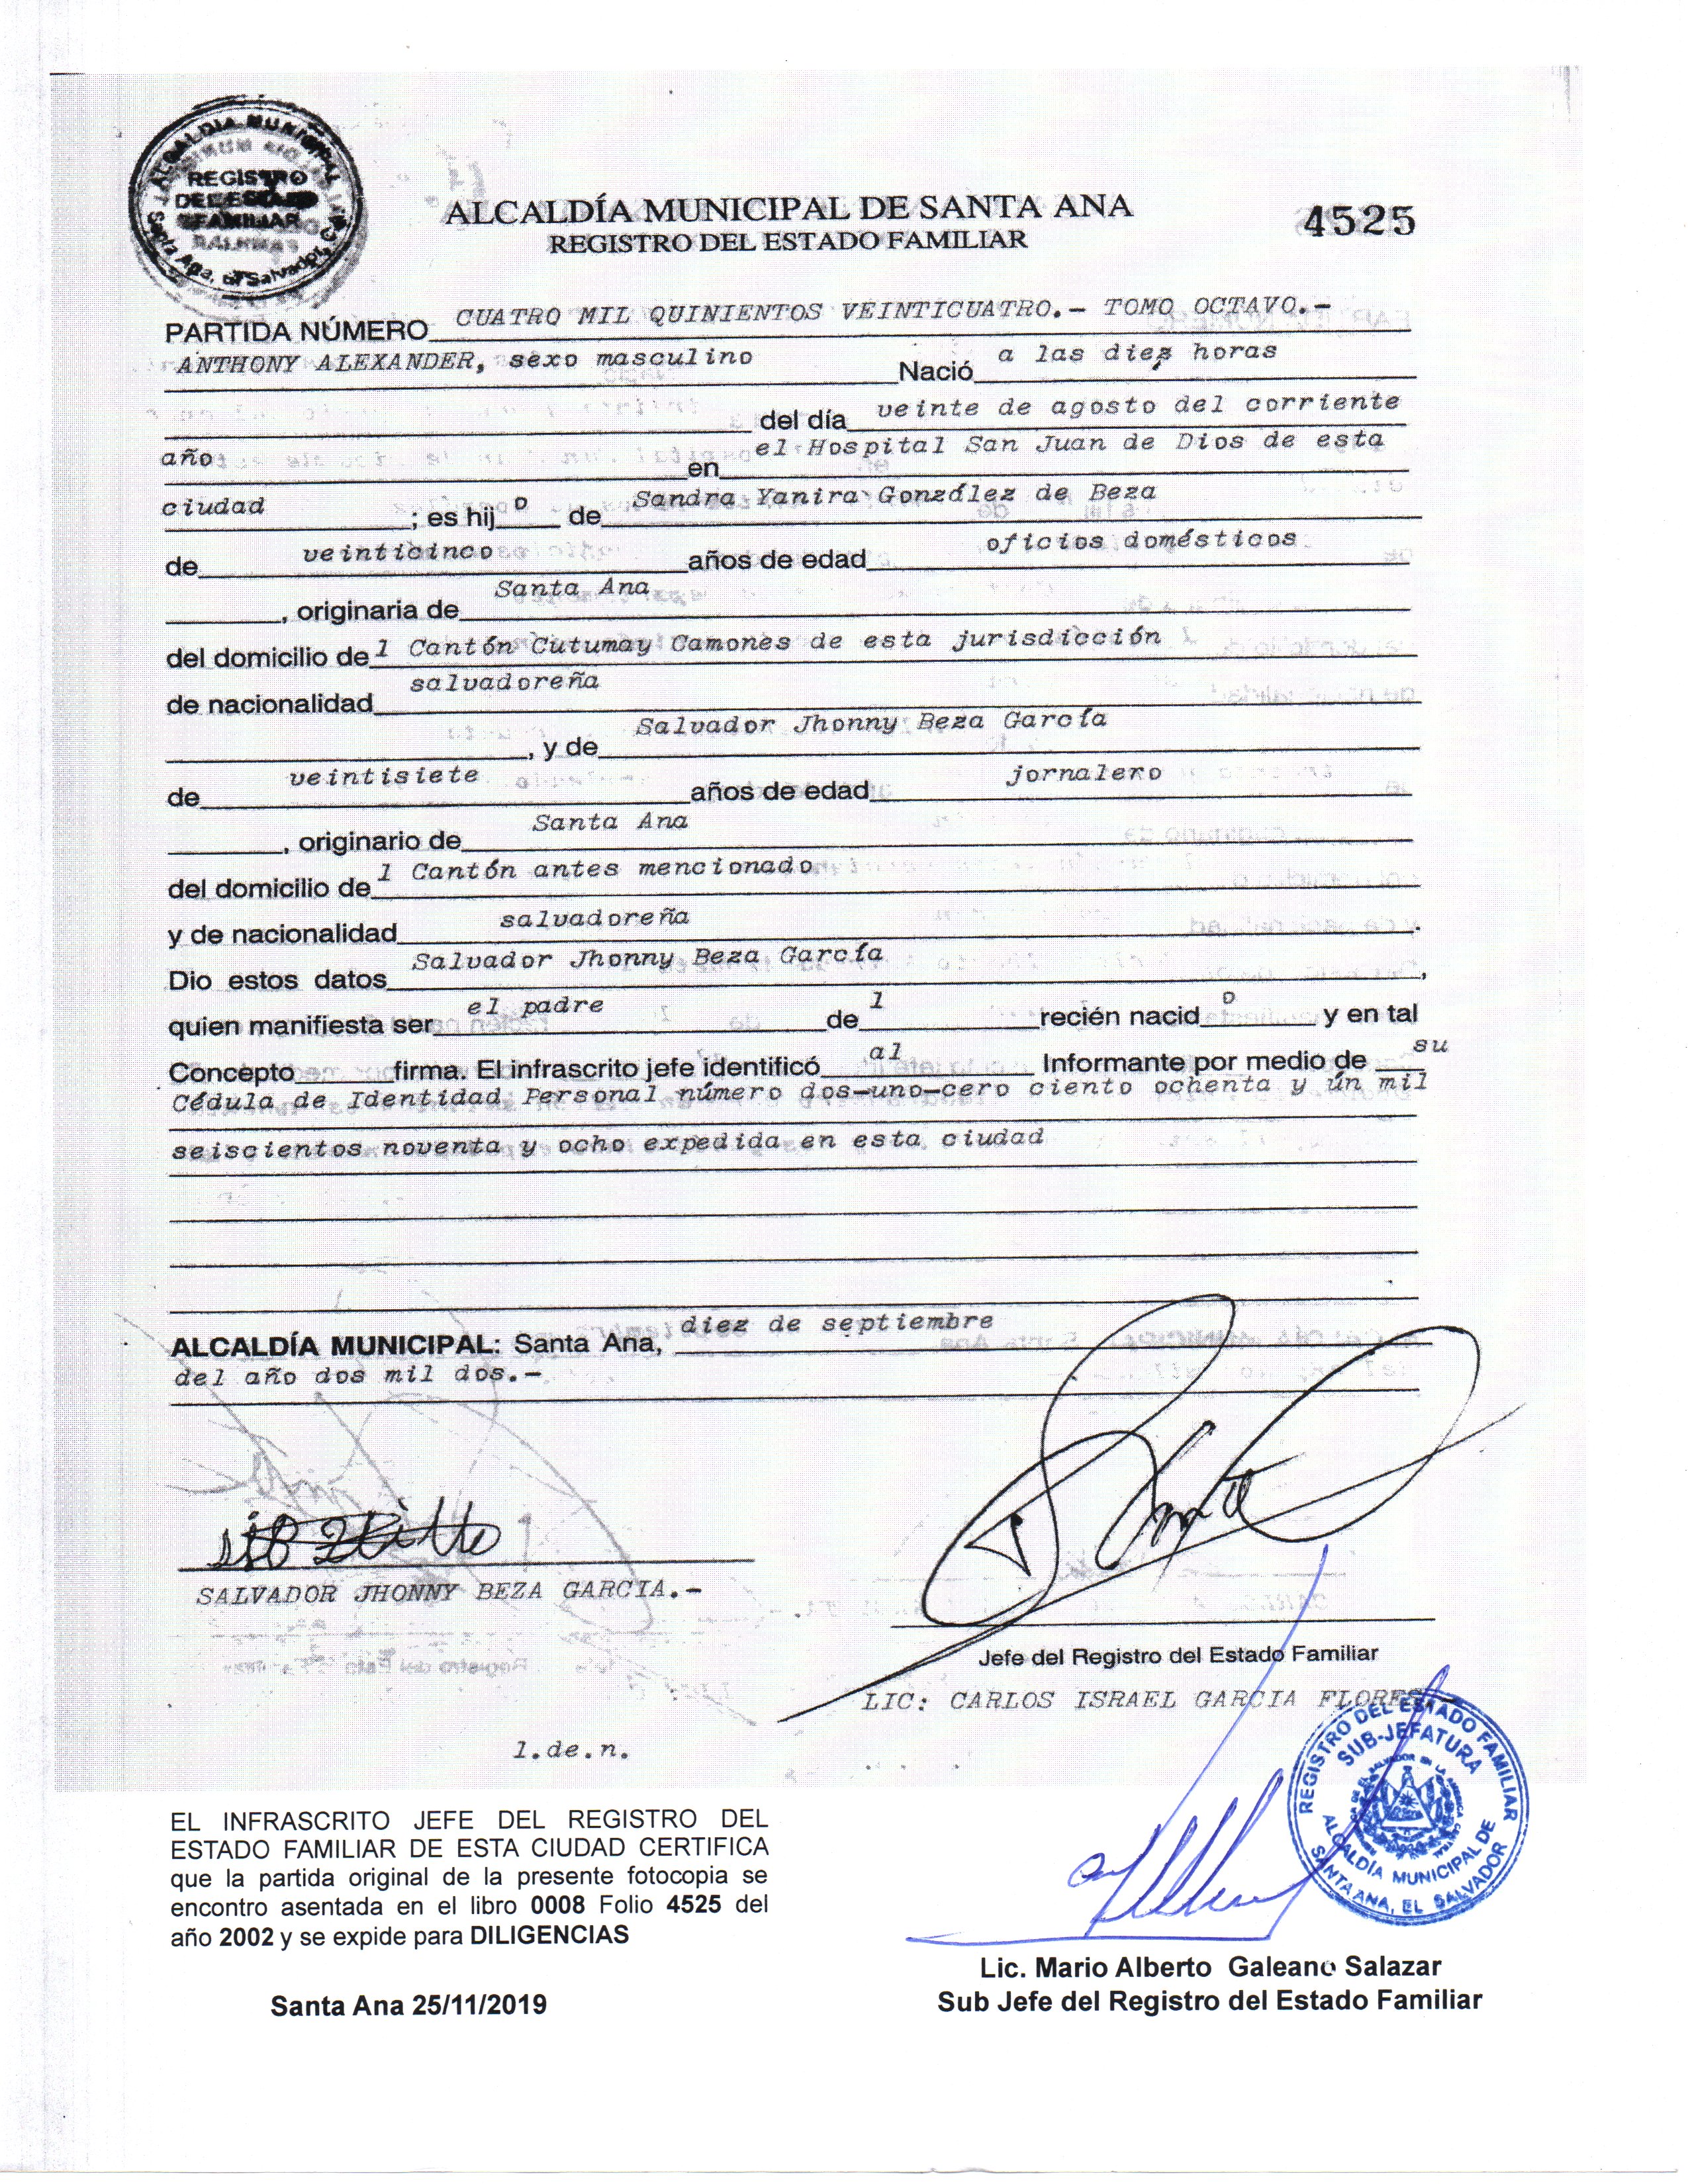 ALCALDIA MUNICIPAL
REGISTRO
DEL ESTADO
FAMILIAR
Santa Ana, El Salvador, C.A.
ALCALDÍA MUNICIPAL DE SANTA ANA
4525
REGISTRO DEL ESTADO FAMILIAR
PARTIDA NÚMERO CUATRO MIL QUINIENTOS VEINTICUATRO.- TOMO OCTAVO.-
ANTHONY ALEXANDER, sexo masculino Nació a las diez horas
del día veinte de agosto del corriente
año en el Hospital San Juan de Dios de esta
ciudad ; es hijo de Sandra Yanira González de Beza
de veinticinco años de edad oficios domésticos
, originaria de Santa Ana
del domicilio de l Cantón Cutumay Camones de esta jurisdicción
de nacionalidad salvadoreña
, y de Salvador Jhonny Beza García
de veintisiete años de edad jornalero
, originario de Santa Ana
del domicilio de l Cantón antes mencionado
y de nacionalidad salvadoreña .
Dio estos datos Salvador Jhonny Beza García ,
quien manifiesta ser el padre de l recién nacid o y en tal
Concepto firma. El infrascrito jefe identificó al Informante por medio de su
Cédula de Identidad Personal número dos-uno-cero ciento ochenta y ún mil
seiscientos noventa y ocho expedida en esta ciudad
ALCALDÍA MUNICIPAL: Santa Ana, diez de septiembre
del año dos mil dos.-
SALVADOR JHONNY BEZA GARCIA.-
Jefe del Registro del Estado Familiar
LIC: CARLOS ISRAEL GARCIA FLORES
l.de.n.
REGISTRO DEL ESTADO FAMILIAR
SUB-JEFATURA
ALCALDÍA MUNICIPAL DE
SANTA ANA, EL SALVADOR
EL INFRASCRITO JEFE DEL REGISTRO DEL
ESTADO FAMILIAR DE ESTA CIUDAD CERTIFICA
que la partida original de la presente fotocopia se
encontro asentada en el libro 0008 Folio 4525 del
año 2002 y se expide para DILIGENCIAS
Santa Ana 25/11/2019
Lic. Mario Alberto Galeano Salazar
Sub Jefe del Registro del Estado Familiar